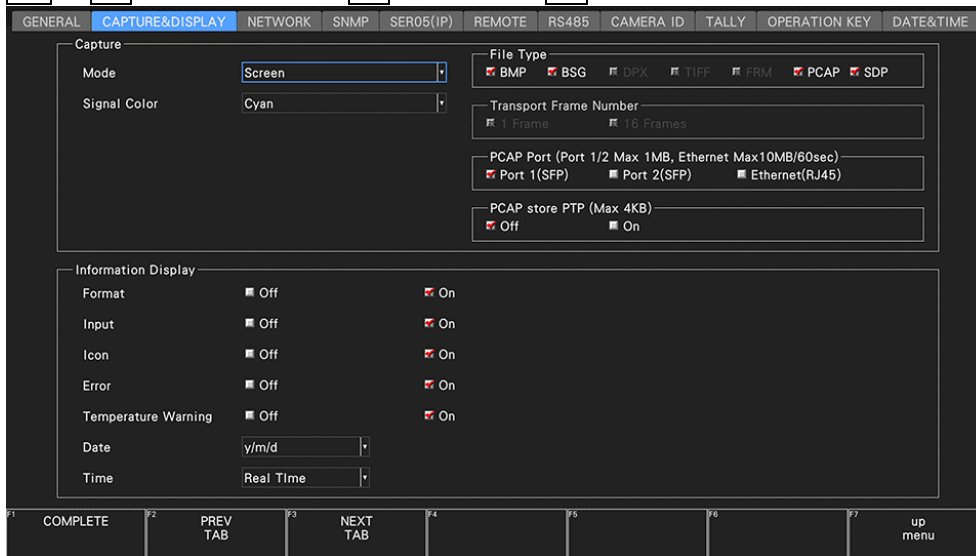 GENERAL CAPTURE&DISPLAY NETWORK SNMP SER05(IP) REMOTE RS485 CAMERA ID TALLY OPERATION KEY DATE&TIME
Capture
Mode Screen
Signal Color Cyan
File Type
BMP BSG DPX TIFF FRM PCAP SDP
Transport Frame Number
1 Frame 16 Frames
PCAP Port (Port 1/2 Max 1MB, Ethernet Max10MB/60sec)
Port 1(SFP) Port 2(SFP) Ethernet(RJ45)
PCAP store PTP (Max 4KB)
Off On
Information Display
Format Off On
Input Off On
Icon Off On
Error Off On
Temperature Warning Off On
Date y/m/d
Time Real TIme
F1 COMPLETE F2 PREV TAB F3 NEXT TAB F4 F5 F6 F7 up menu